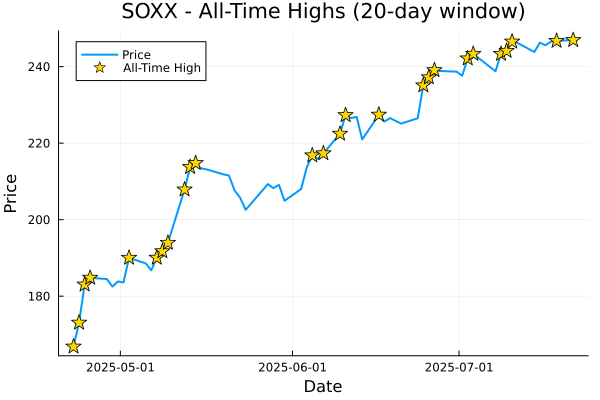 SOXX - All-Time Highs (20-day window)
Price
All-Time High
Price
240
220
200
180
2025-05-01
2025-06-01
2025-07-01
Date